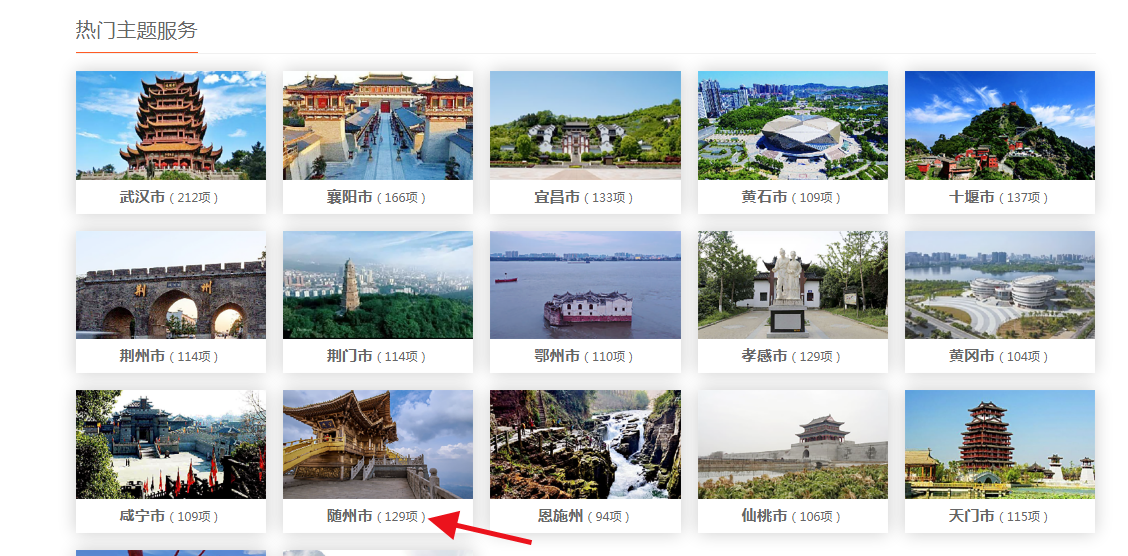 热门主题服务
武汉市（212项）
襄阳市（166项）
宜昌市（133项）
黄石市（109项）
十堰市（137项）
荆州
荆州市（114项）
荆门市（114项）
鄂州市（110项）
孝感市（129项）
黄冈市（104项）
咸宁市（109项）
随州市（129项）
恩施州（94项）
仙桃市（106项）
天门市（115项）